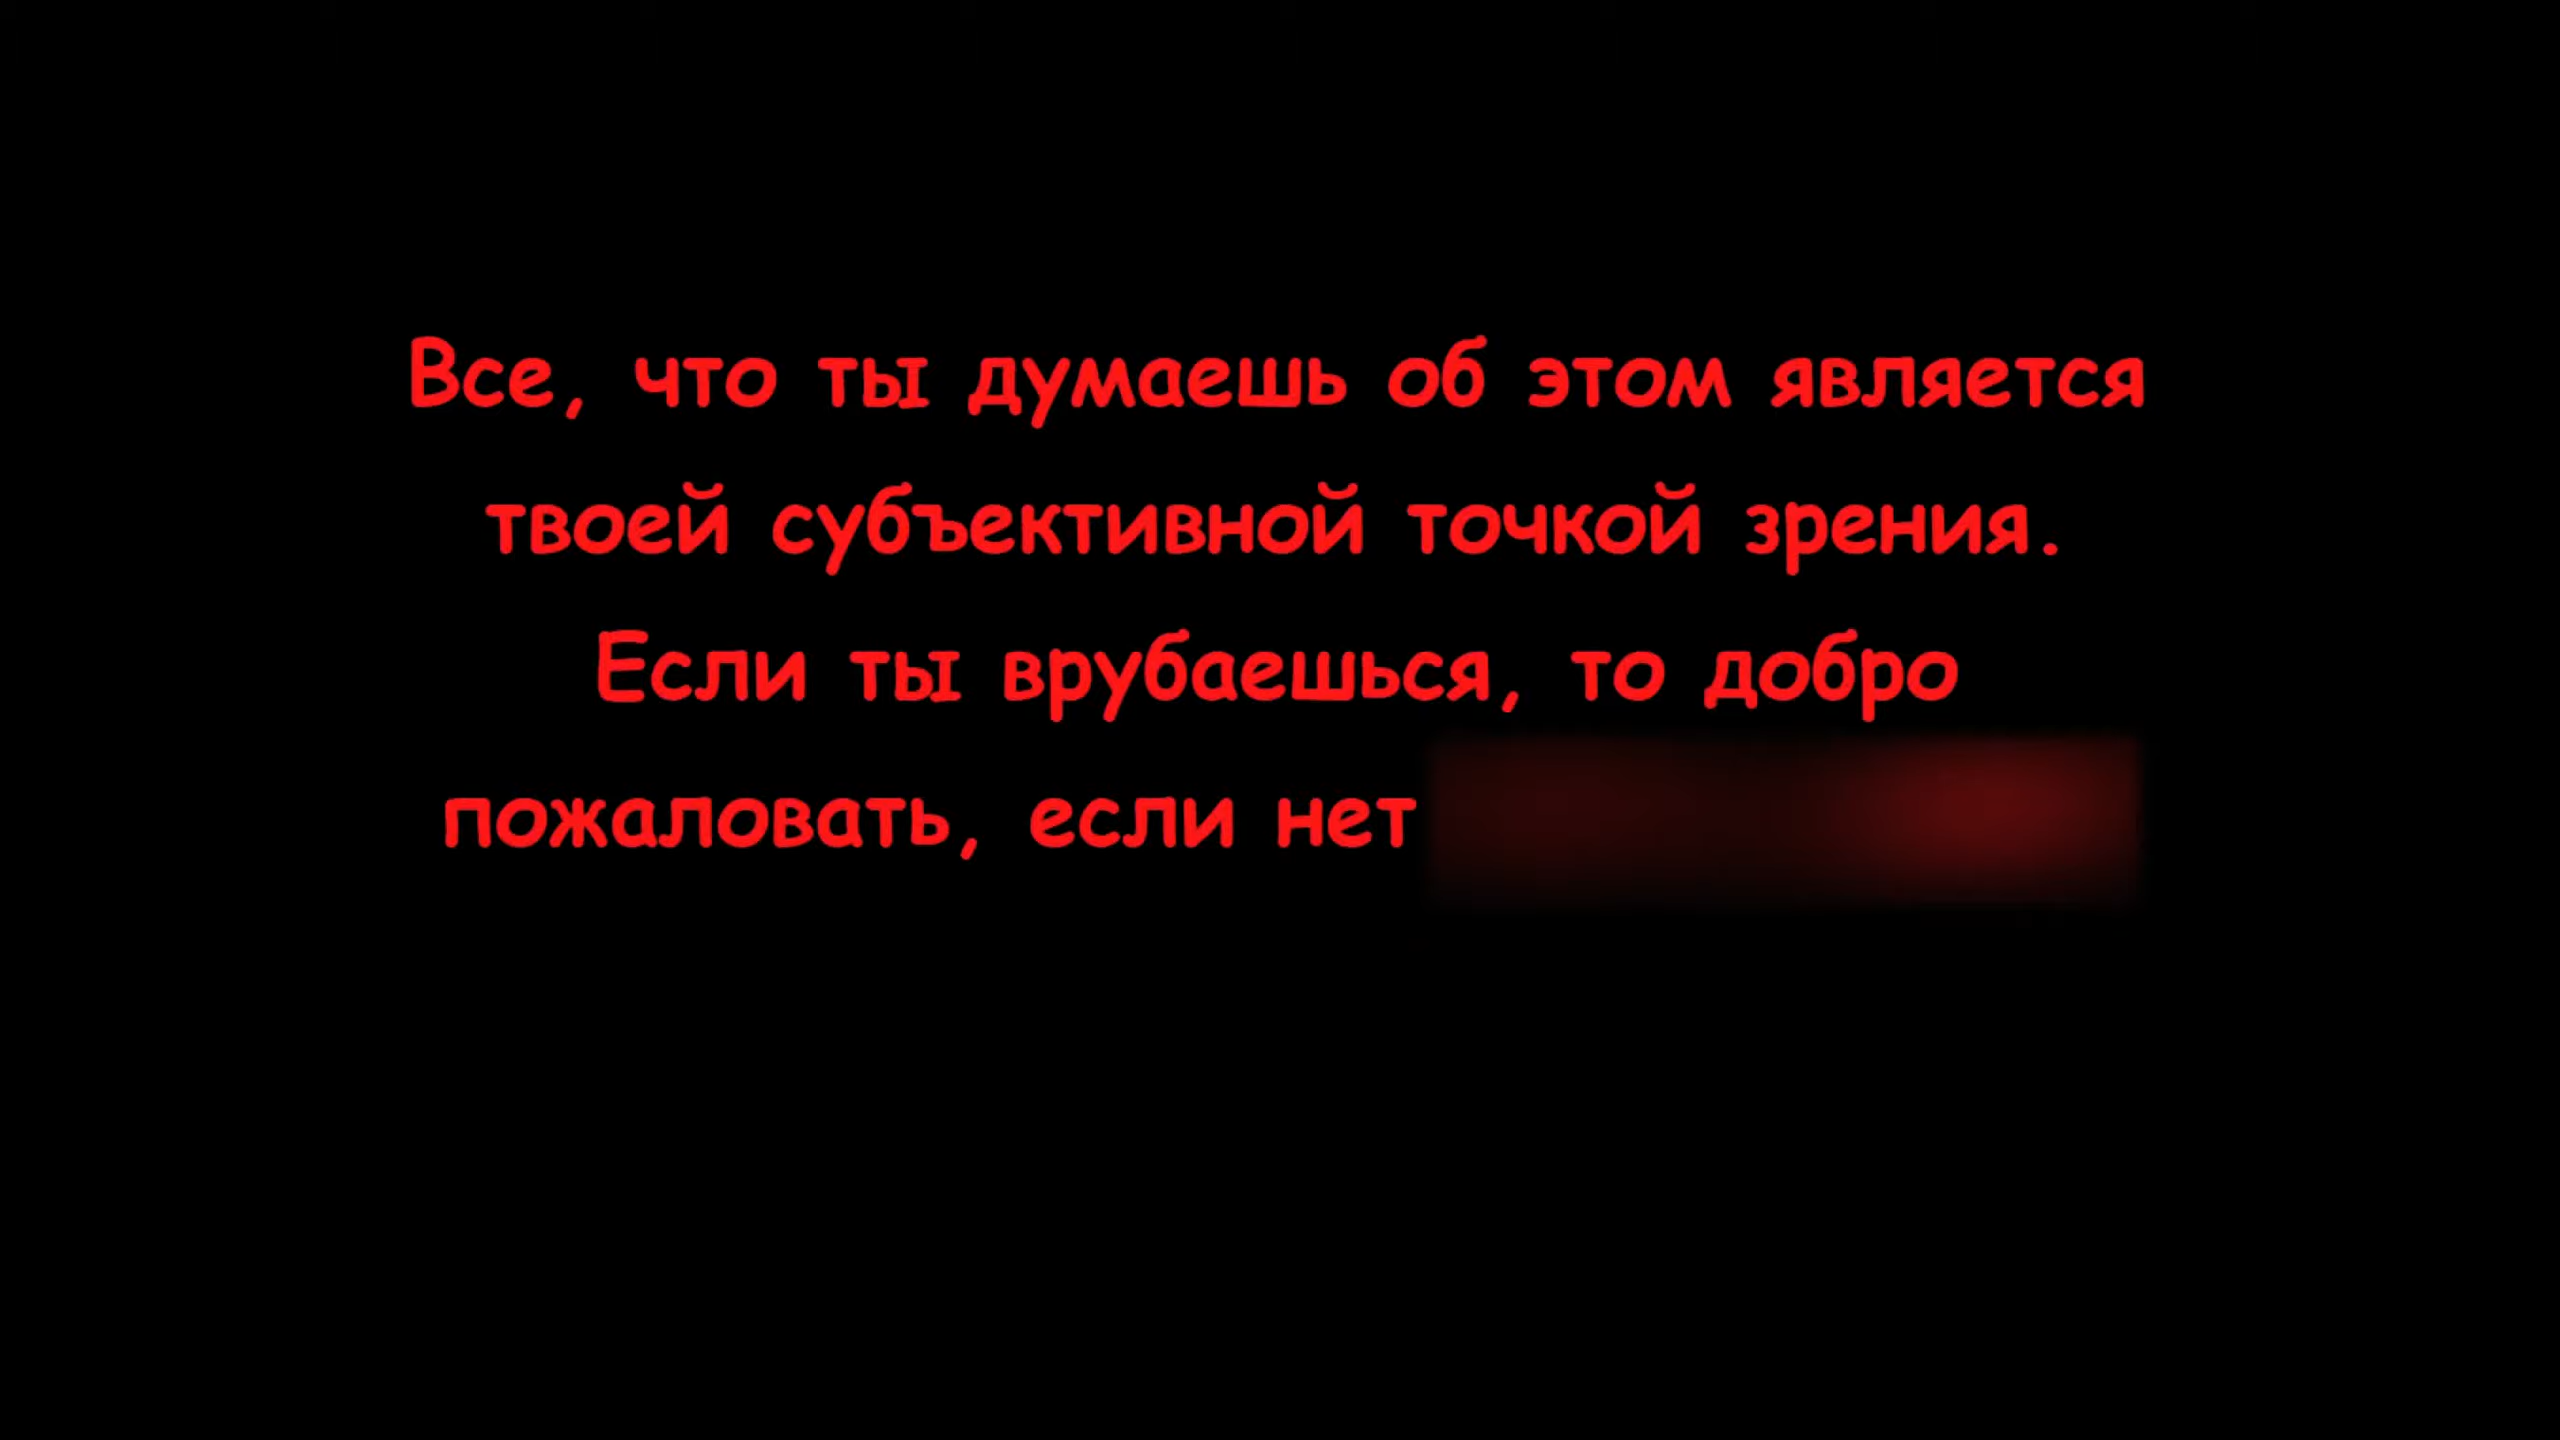 Все, что ты думаешь об этом является
твоей субъективной точкой зрения.
Если ты врубаешься, то добро
пожаловать, если нет